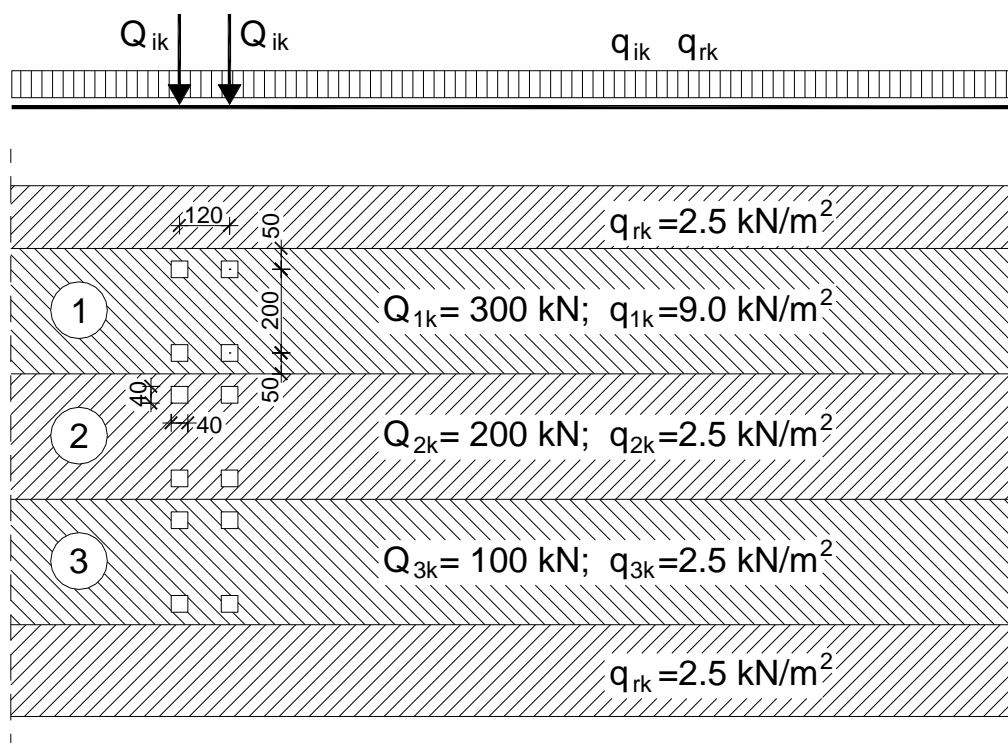 Q ik Q ik q ik q rk
120
50
q rk =2.5 kN/m²
1
200
Q 1k = 300 kN; q 1k =9.0 kN/m²
40
50
40
2
Q 2k = 200 kN; q 2k =2.5 kN/m²
3
Q 3k = 100 kN; q 3k =2.5 kN/m²
q rk =2.5 kN/m²